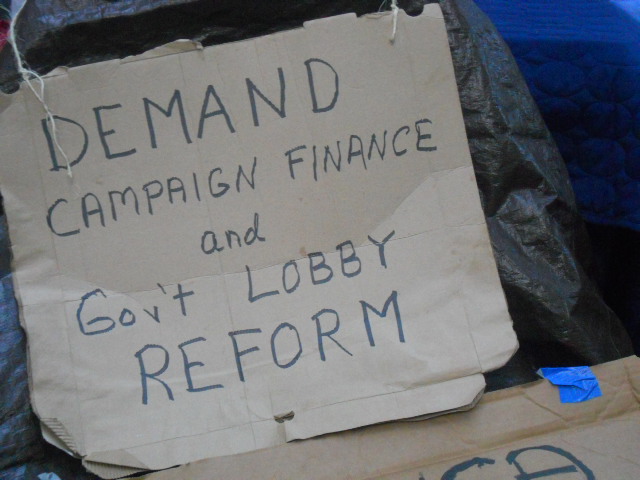 DEMAND
CAMPAIGN FINANCE
and
Gov't LOBBY
REFORM